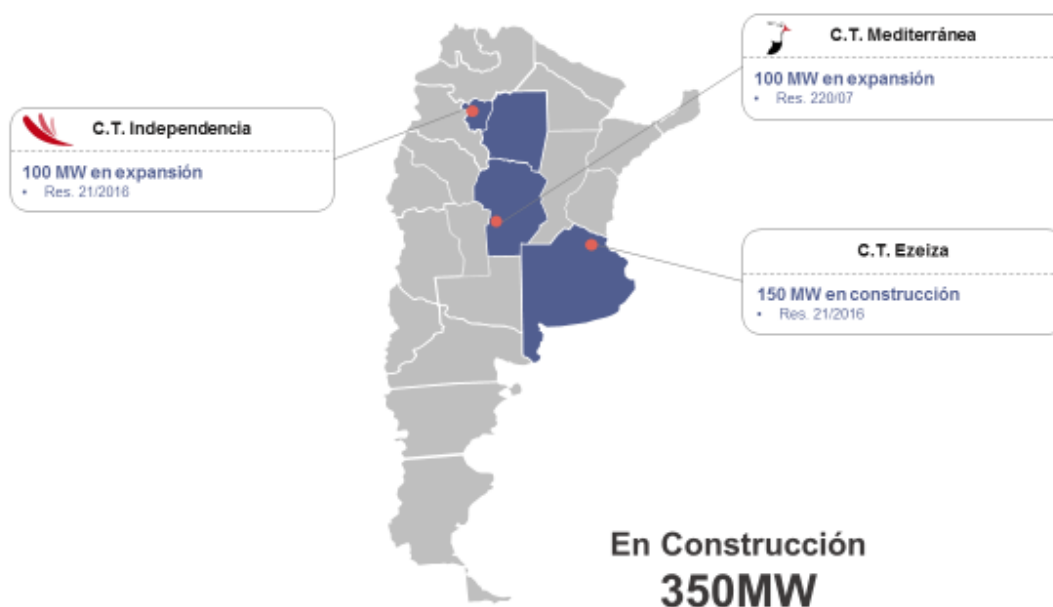 C.T. Mediterránea
100 MW en expansión
• Res. 220/07
C.T. Independencia
100 MW en expansión
• Res. 21/2016
C.T. Ezeiza
150 MW en construcción
• Res. 21/2016
En Construcción
350MW